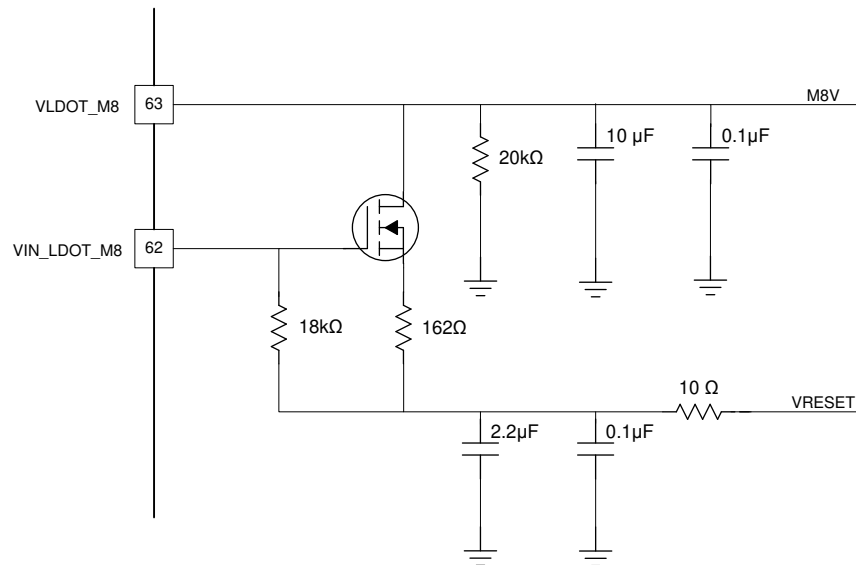 VLDOT_M8
63
M8V
20kΩ
10 µF
0.1µF
VIN_LDOT_M8
62
18kΩ
162Ω
10 Ω
VRESET
2.2µF
0.1µF